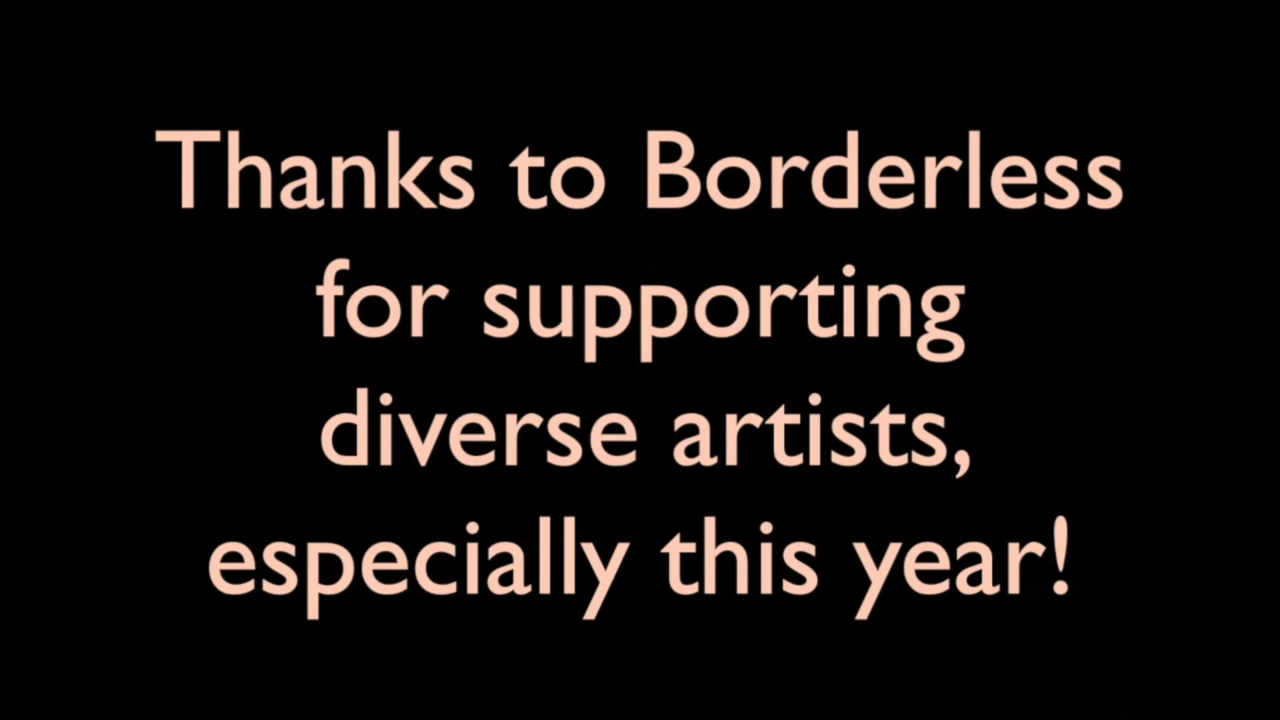 Thanks to Borderless
for supporting
diverse artists,
especially this year!